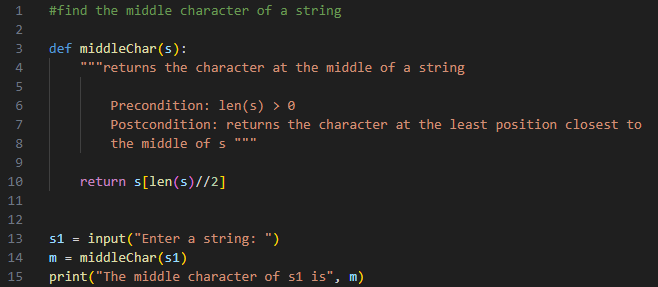 1 #find the middle character of a string
2
3 def middleChar(s):
4     """returns the character at the middle of a string
5
6         Precondition: len(s) > 0
7         Postcondition: returns the character at the least position closest to
8         the middle of s """
9
10     return s[len(s)//2]
11
12
13 s1 = input("Enter a string: ")
14 m = middleChar(s1)
15 print("The middle character of s1 is", m)